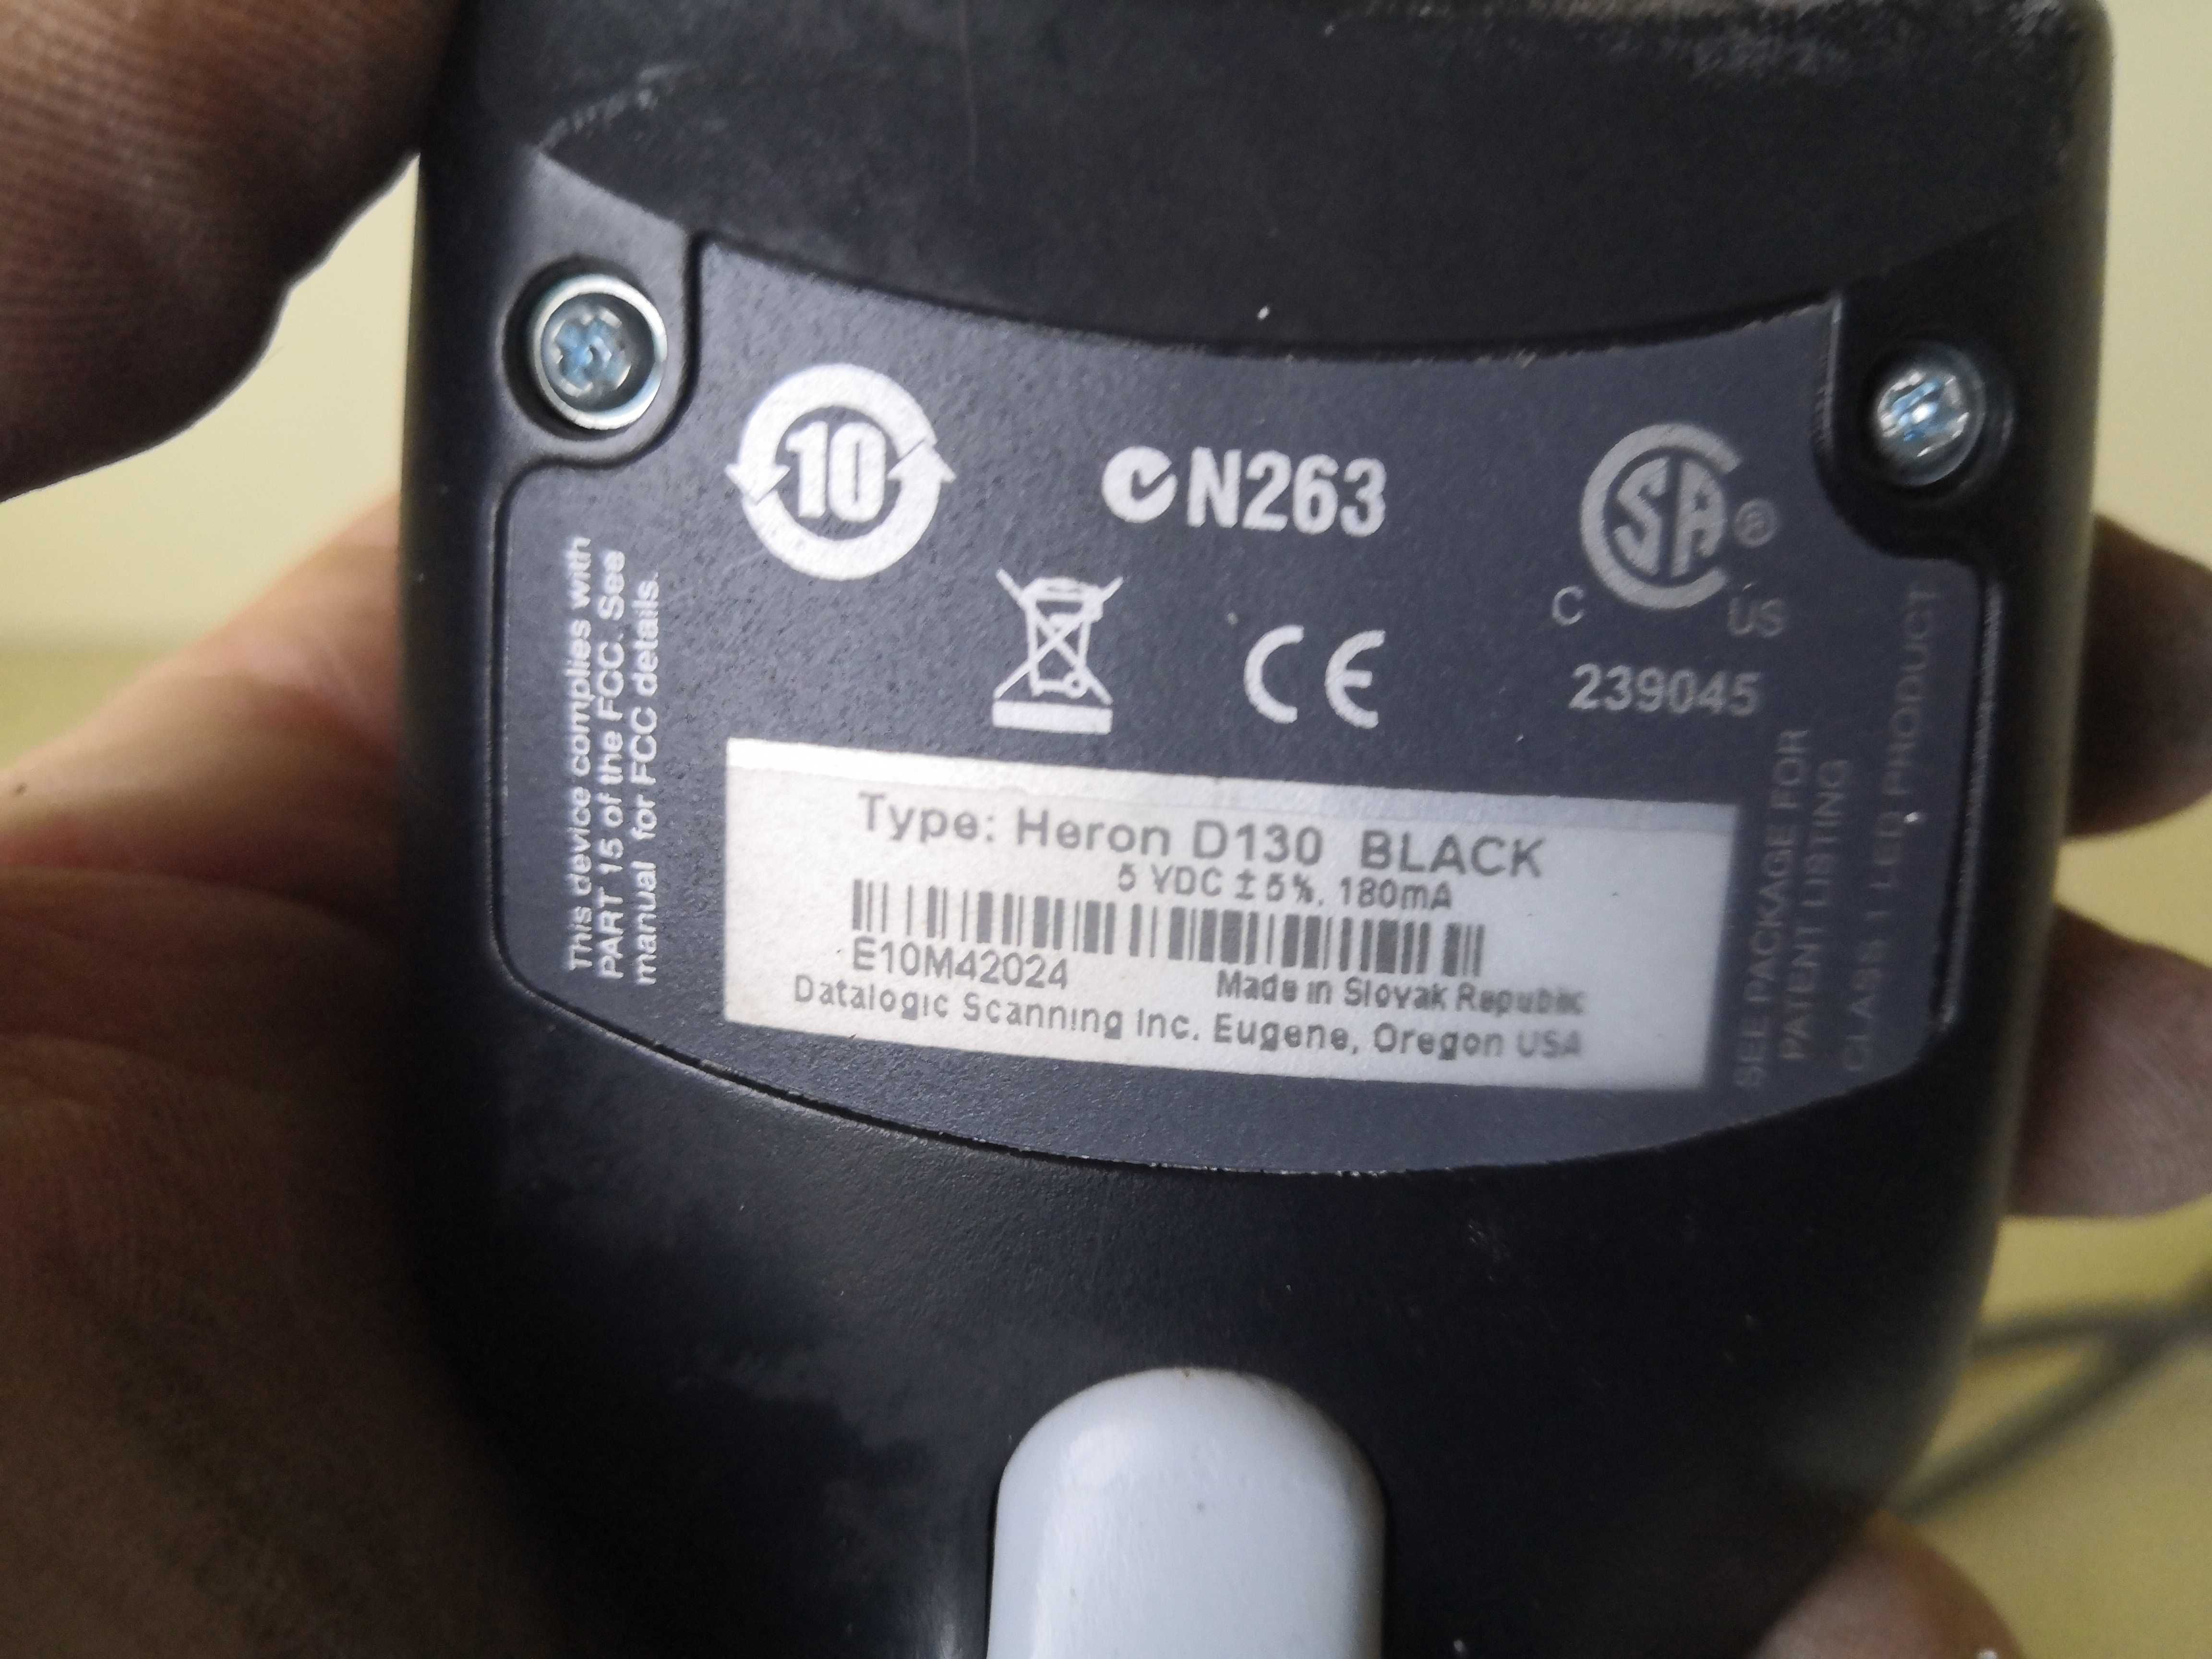 10
N263
CSA®
C US
239045
CE
This device complies with
PART 15 of the FCC. See
manual for FCC details.
Type: Heron D130 BLACK
5 VDC ± 5%, 180mA
E10M42024
Made in Slovak Republic
Datalogic Scanning Inc. Eugene, Oregon USA
SEE PACKAGE FOR
PATENT LISTING
CLASS 1 LED PRODUCT